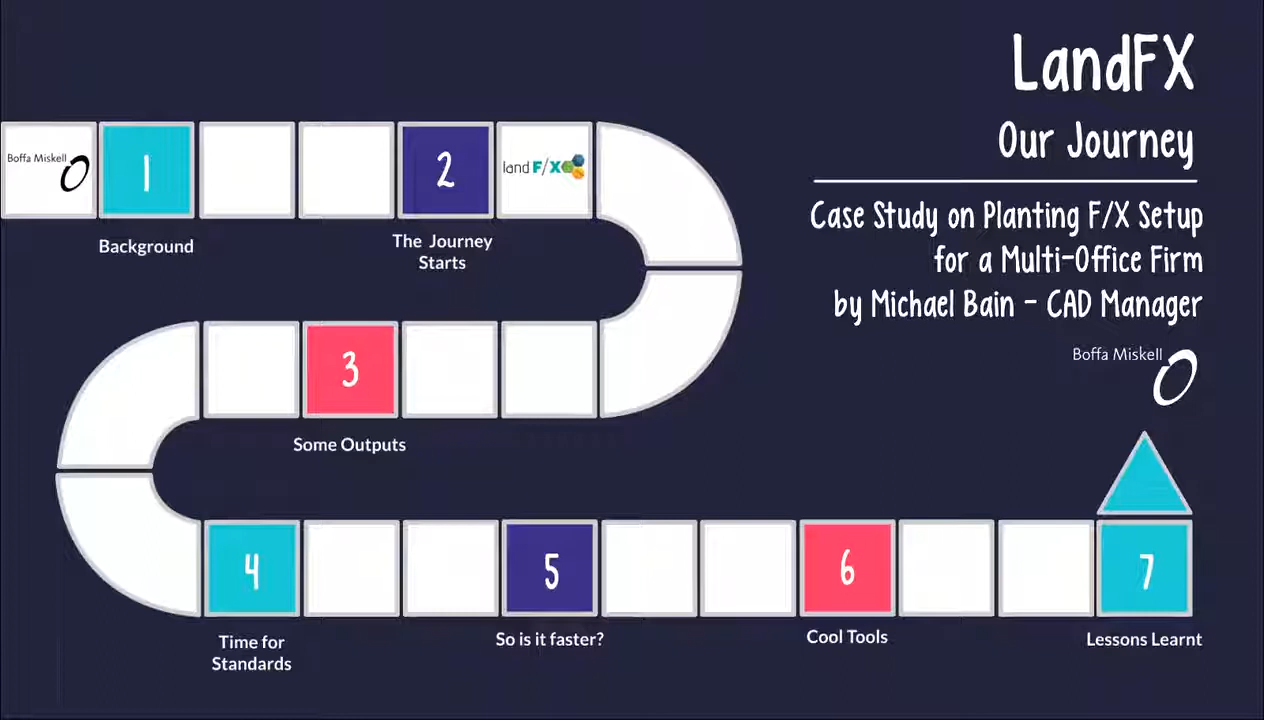 LandFX
Our Journey
Case Study on Planting F/X Setup
for a Multi-Office Firm
by Michael Bain - CAD Manager
Boffa Miskell
Boffa Miskell
1
2
land F/X
Background
The Journey
Starts
3
Some Outputs
4
5
6
7
Time for
Standards
So is it faster?
Cool Tools
Lessons Learnt